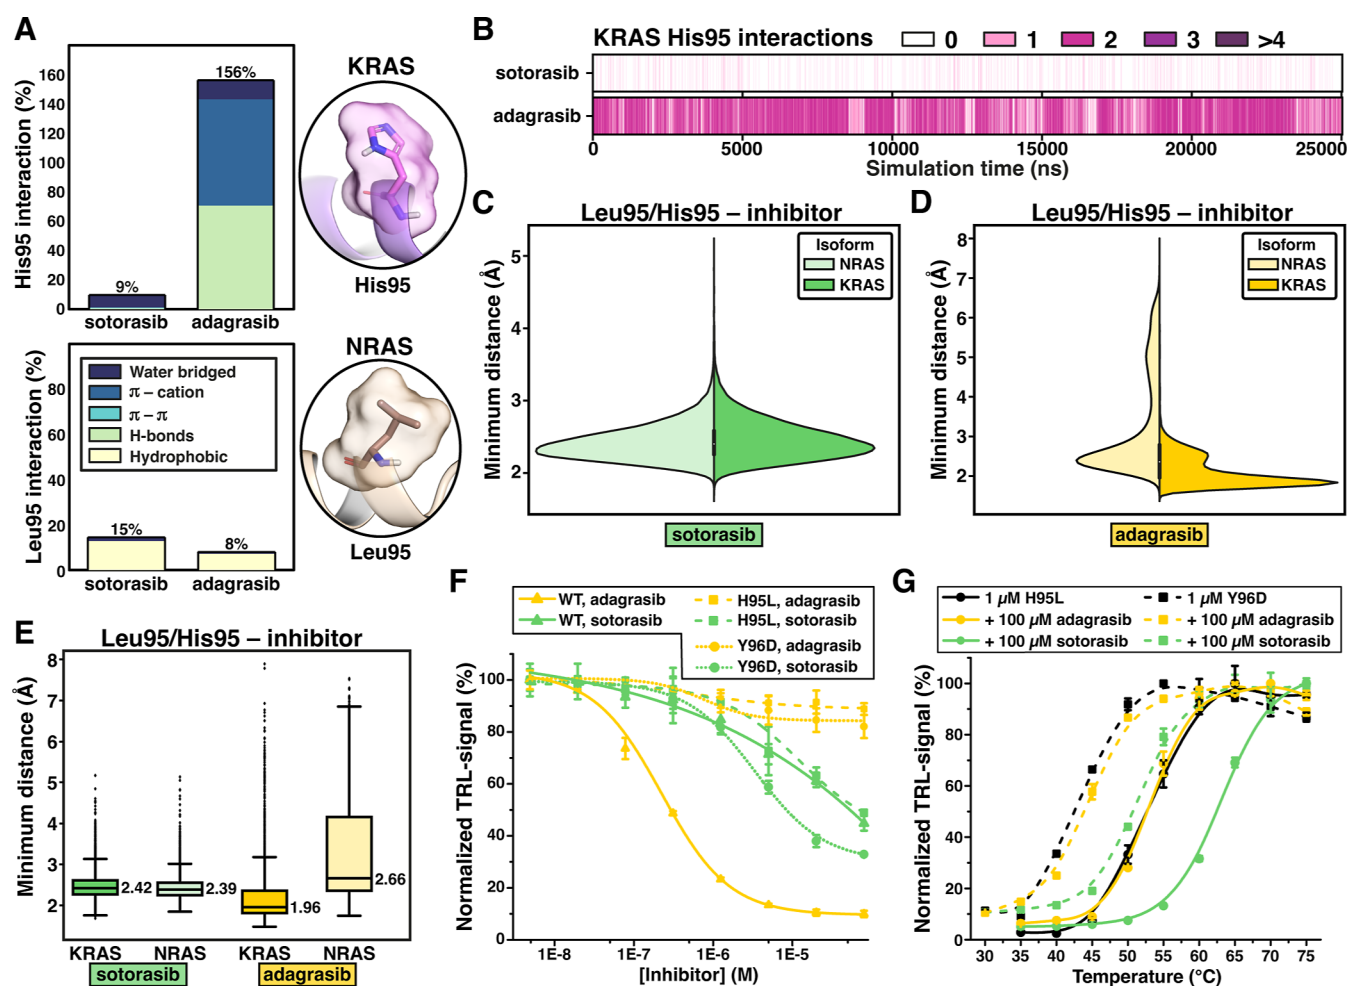 A
His95 interaction (%)
160
140
120
100
80
60
40
20
0
156%
9%
sotorasib
adagrasib
KRAS
His95
Leu95 interaction (%)
80
60
40
20
0
Water bridged
π – cation
π – π
H-bonds
Hydrophobic
15%
8%
sotorasib
adagrasib
NRAS
Leu95
B
KRAS His95 interactions
0
1
2
3
>4
sotorasib
adagrasib
0
5000
10000
15000
20000
25000
Simulation time (ns)
C
Leu95/His95 – inhibitor
Minimum distance (Å)
5
4
3
2
Isoform
NRAS
KRAS
sotorasib
D
Leu95/His95 – inhibitor
Minimum distance (Å)
8
7
6
5
4
3
2
Isoform
NRAS
KRAS
adagrasib
E
Leu95/His95 – inhibitor
Minimum distance (Å)
8
7
6
5
4
3
2
2.42
2.39
1.96
2.66
KRAS
NRAS
KRAS
NRAS
sotorasib
adagrasib
F
WT, adagrasib
WT, sotorasib
H95L, adagrasib
H95L, sotorasib
Y96D, adagrasib
Y96D, sotorasib
Normalized TRL-signal (%)
100
80
60
40
20
0
1E-8
1E-7
1E-6
1E-5
[Inhibitor] (M)
G
1 µM H95L
+ 100 µM adagrasib
+ 100 µM sotorasib
1 µM Y96D
+ 100 µM adagrasib
+ 100 µM sotorasib
Normalized TRL-signal (%)
100
80
60
40
20
0
30
35
40
45
50
55
60
65
70
75
Temperature (°C)